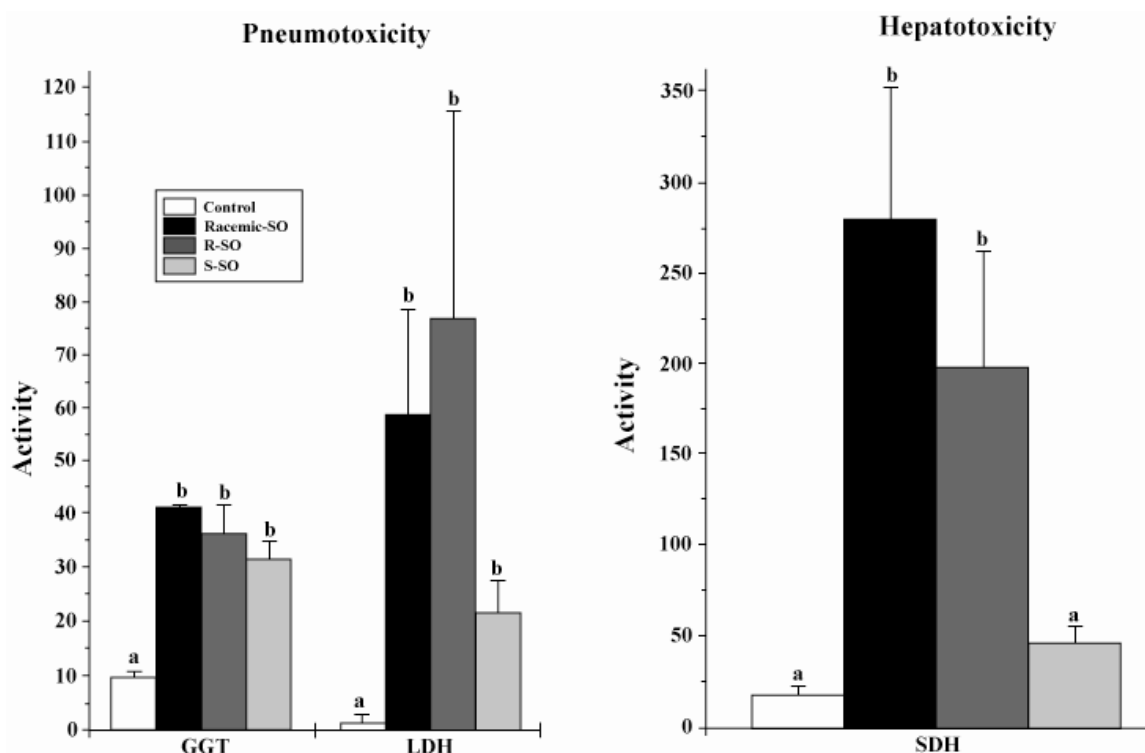 Pneumotoxicity
Activity
120
110
100
90
80
70
60
50
40
30
20
10
0
Control
Racemic-SO
R-SO
S-SO
a
b
b
b
a
b
b
b
GGT
LDH
Hepatotoxicity
Activity
350
300
250
200
150
100
50
0
a
b
b
a
SDH